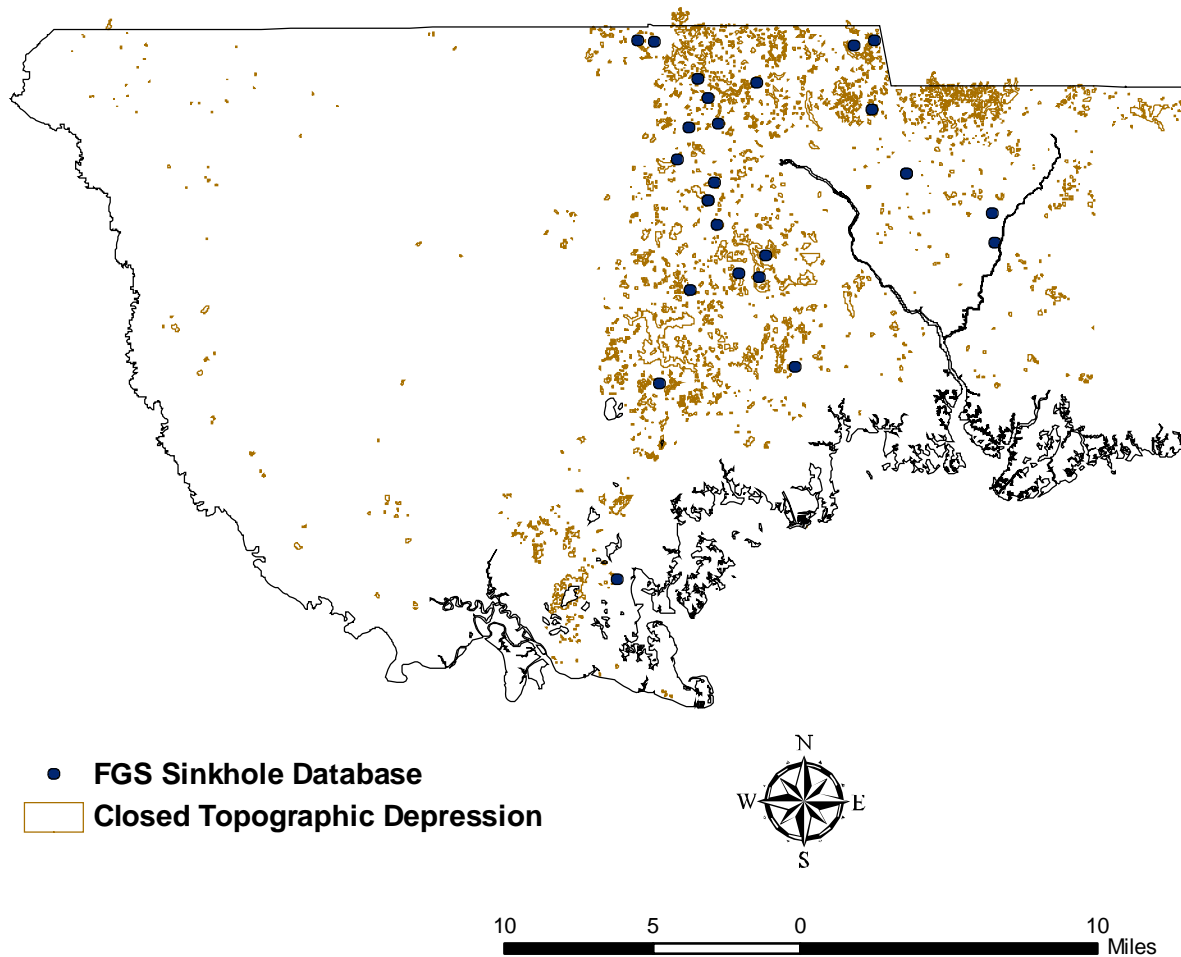 FGS Sinkhole Database
Closed Topographic Depression
N
W E
S
10 5 0 10
Miles